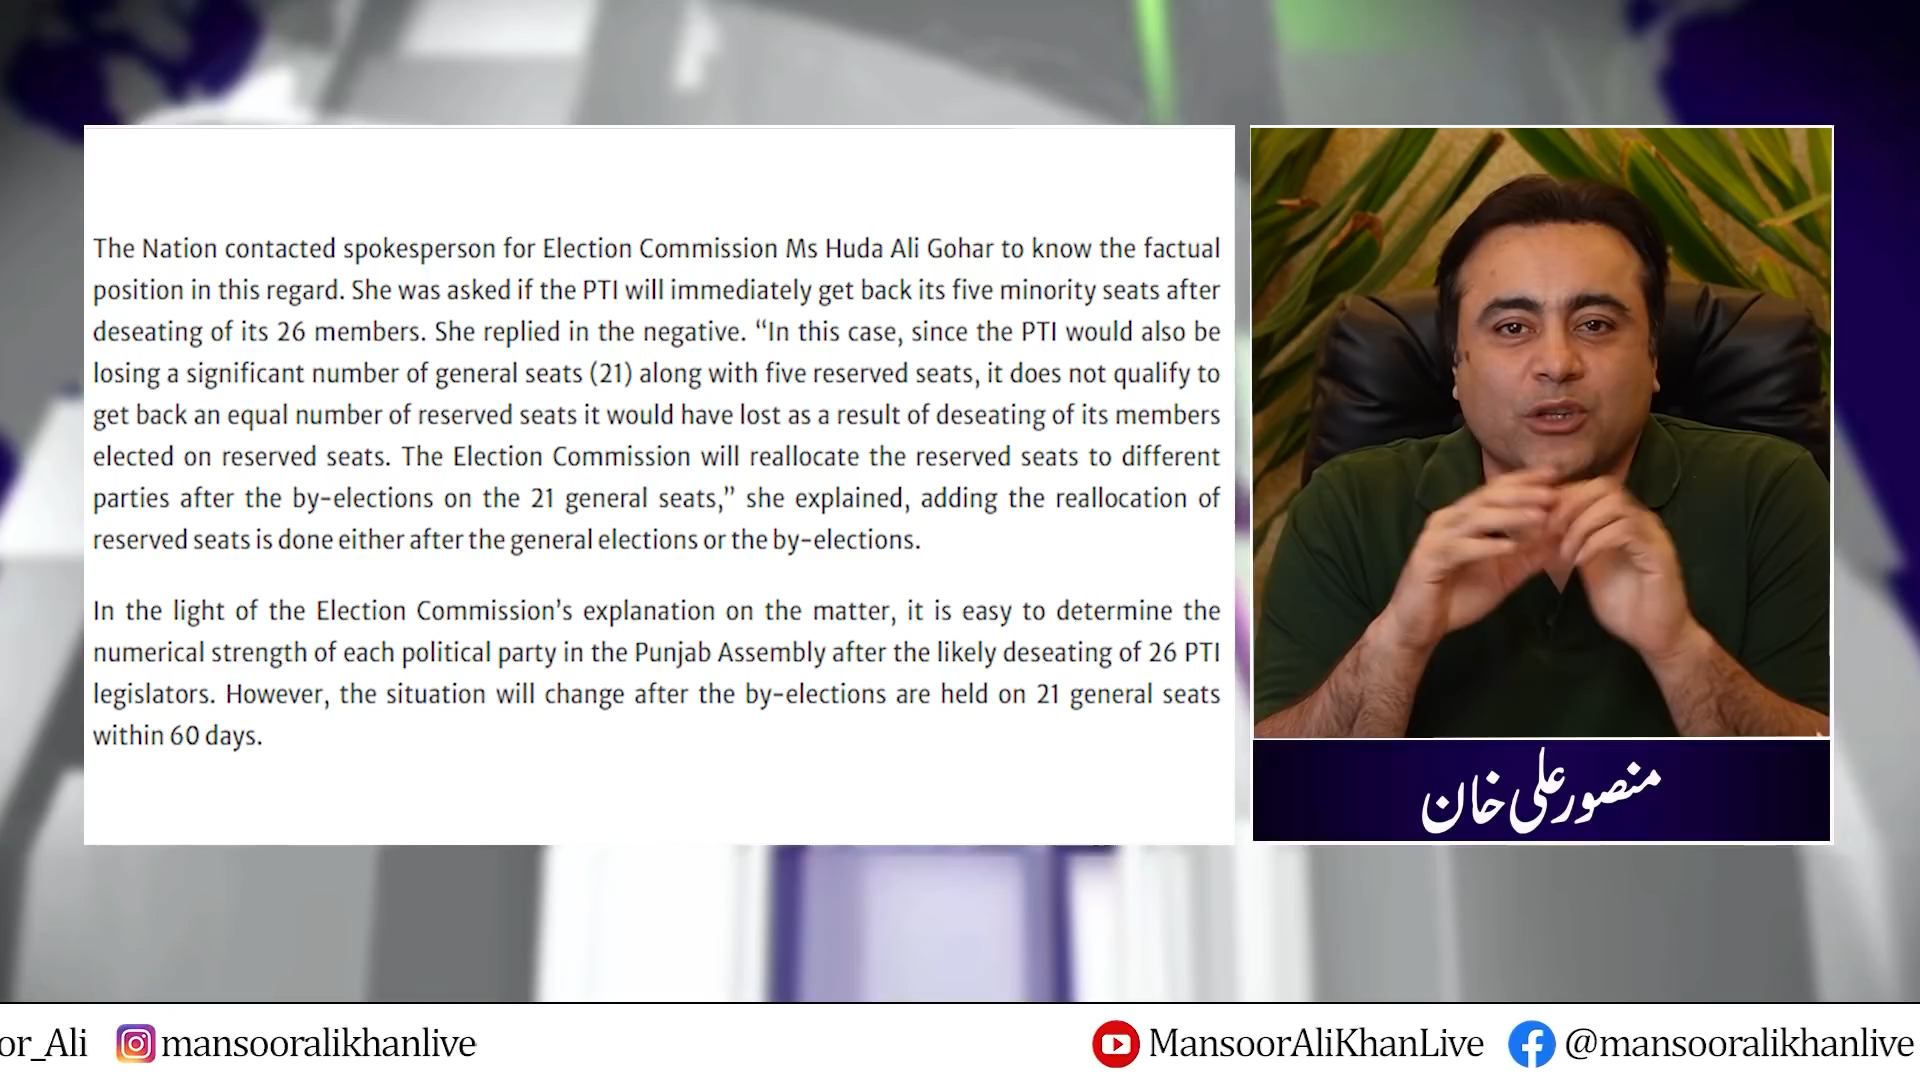 The Nation contacted spokesperson for Election Commission Ms Huda Ali Gohar to know the factual
position in this regard. She was asked if the PTI will immediately get back its five minority seats after
deseating of its 26 members. She replied in the negative. “In this case, since the PTI would also be
losing a significant number of general seats (21) along with five reserved seats, it does not qualify to
get back an equal number of reserved seats it would have lost as a result of deseating of its members
elected on reserved seats. The Election Commission will reallocate the reserved seats to different
parties after the by-elections on the 21 general seats,” she explained, adding the reallocation of
reserved seats is done either after the general elections or the by-elections.
In the light of the Election Commission’s explanation on the matter, it is easy to determine the
numerical strength of each political party in the Punjab Assembly after the likely deseating of 26 PTI
legislators. However, the situation will change after the by-elections are held on 21 general seats
within 60 days.
منصور علی خان
or_Ali mansooralikhanlive MansoorAliKhanLive @mansooralikhanlive